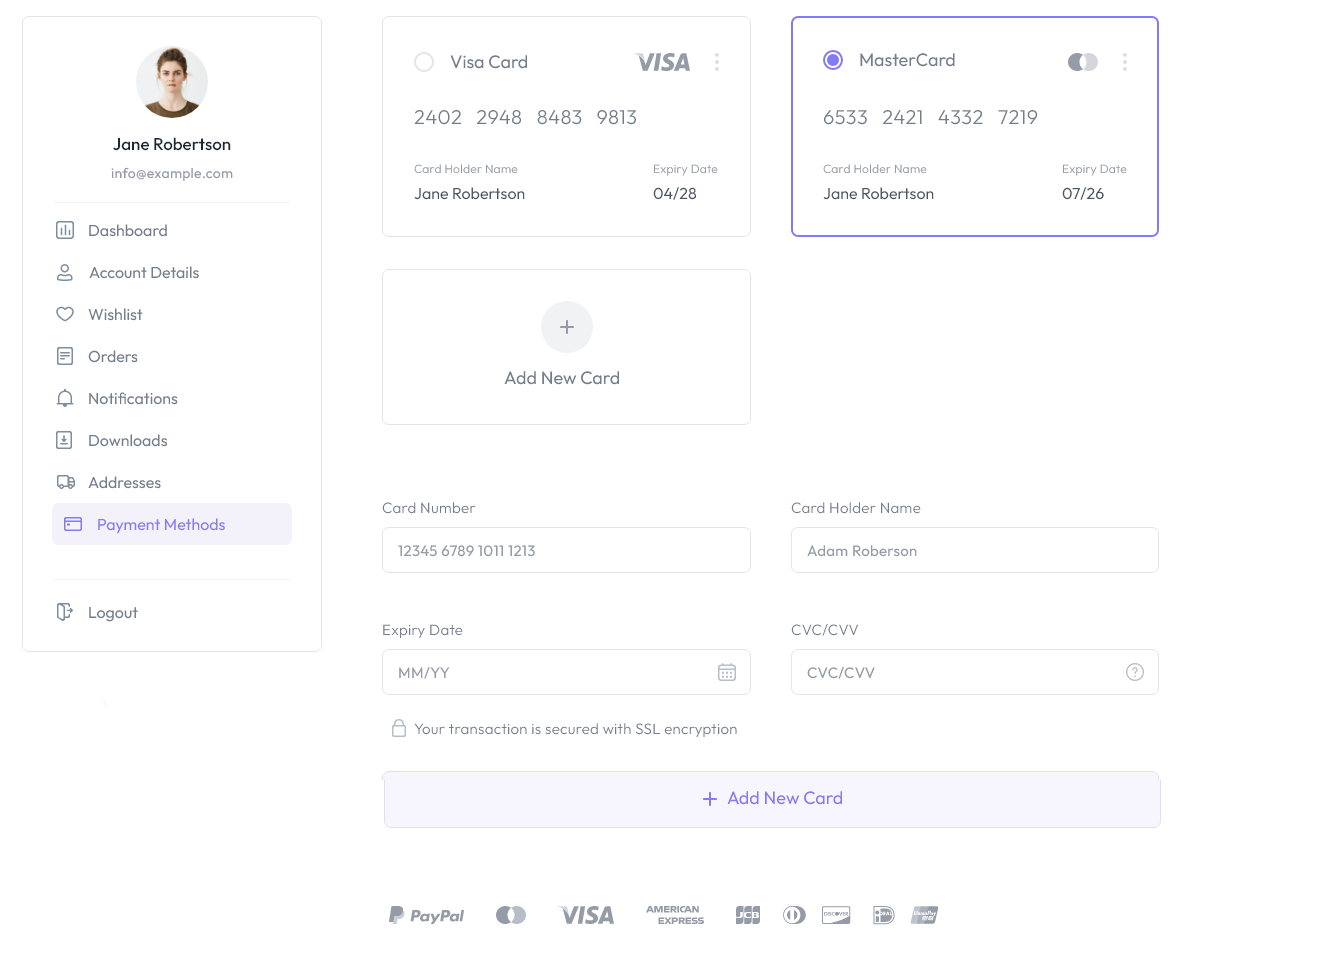 Jane Robertson
info@example.com
Dashboard
Account Details
Wishlist
Orders
Notifications
Downloads
Addresses
Payment Methods
Logout
Visa Card
VISA
2402 2948 8483 9813
Card Holder Name
Expiry Date
Jane Robertson
04/28
MasterCard
6533 2421 4332 7219
Card Holder Name
Expiry Date
Jane Robertson
07/26
Add New Card
Card Number
Card Holder Name
12345 6789 1011 1213
Adam Roberson
Expiry Date
CVC/CVV
MM/YY
CVC/CVV
Your transaction is secured with SSL encryption
Add New Card
PayPal
VISA
AMERICAN
EXPRESS
JCB
DISCOVER
iDEAL
UnionPay